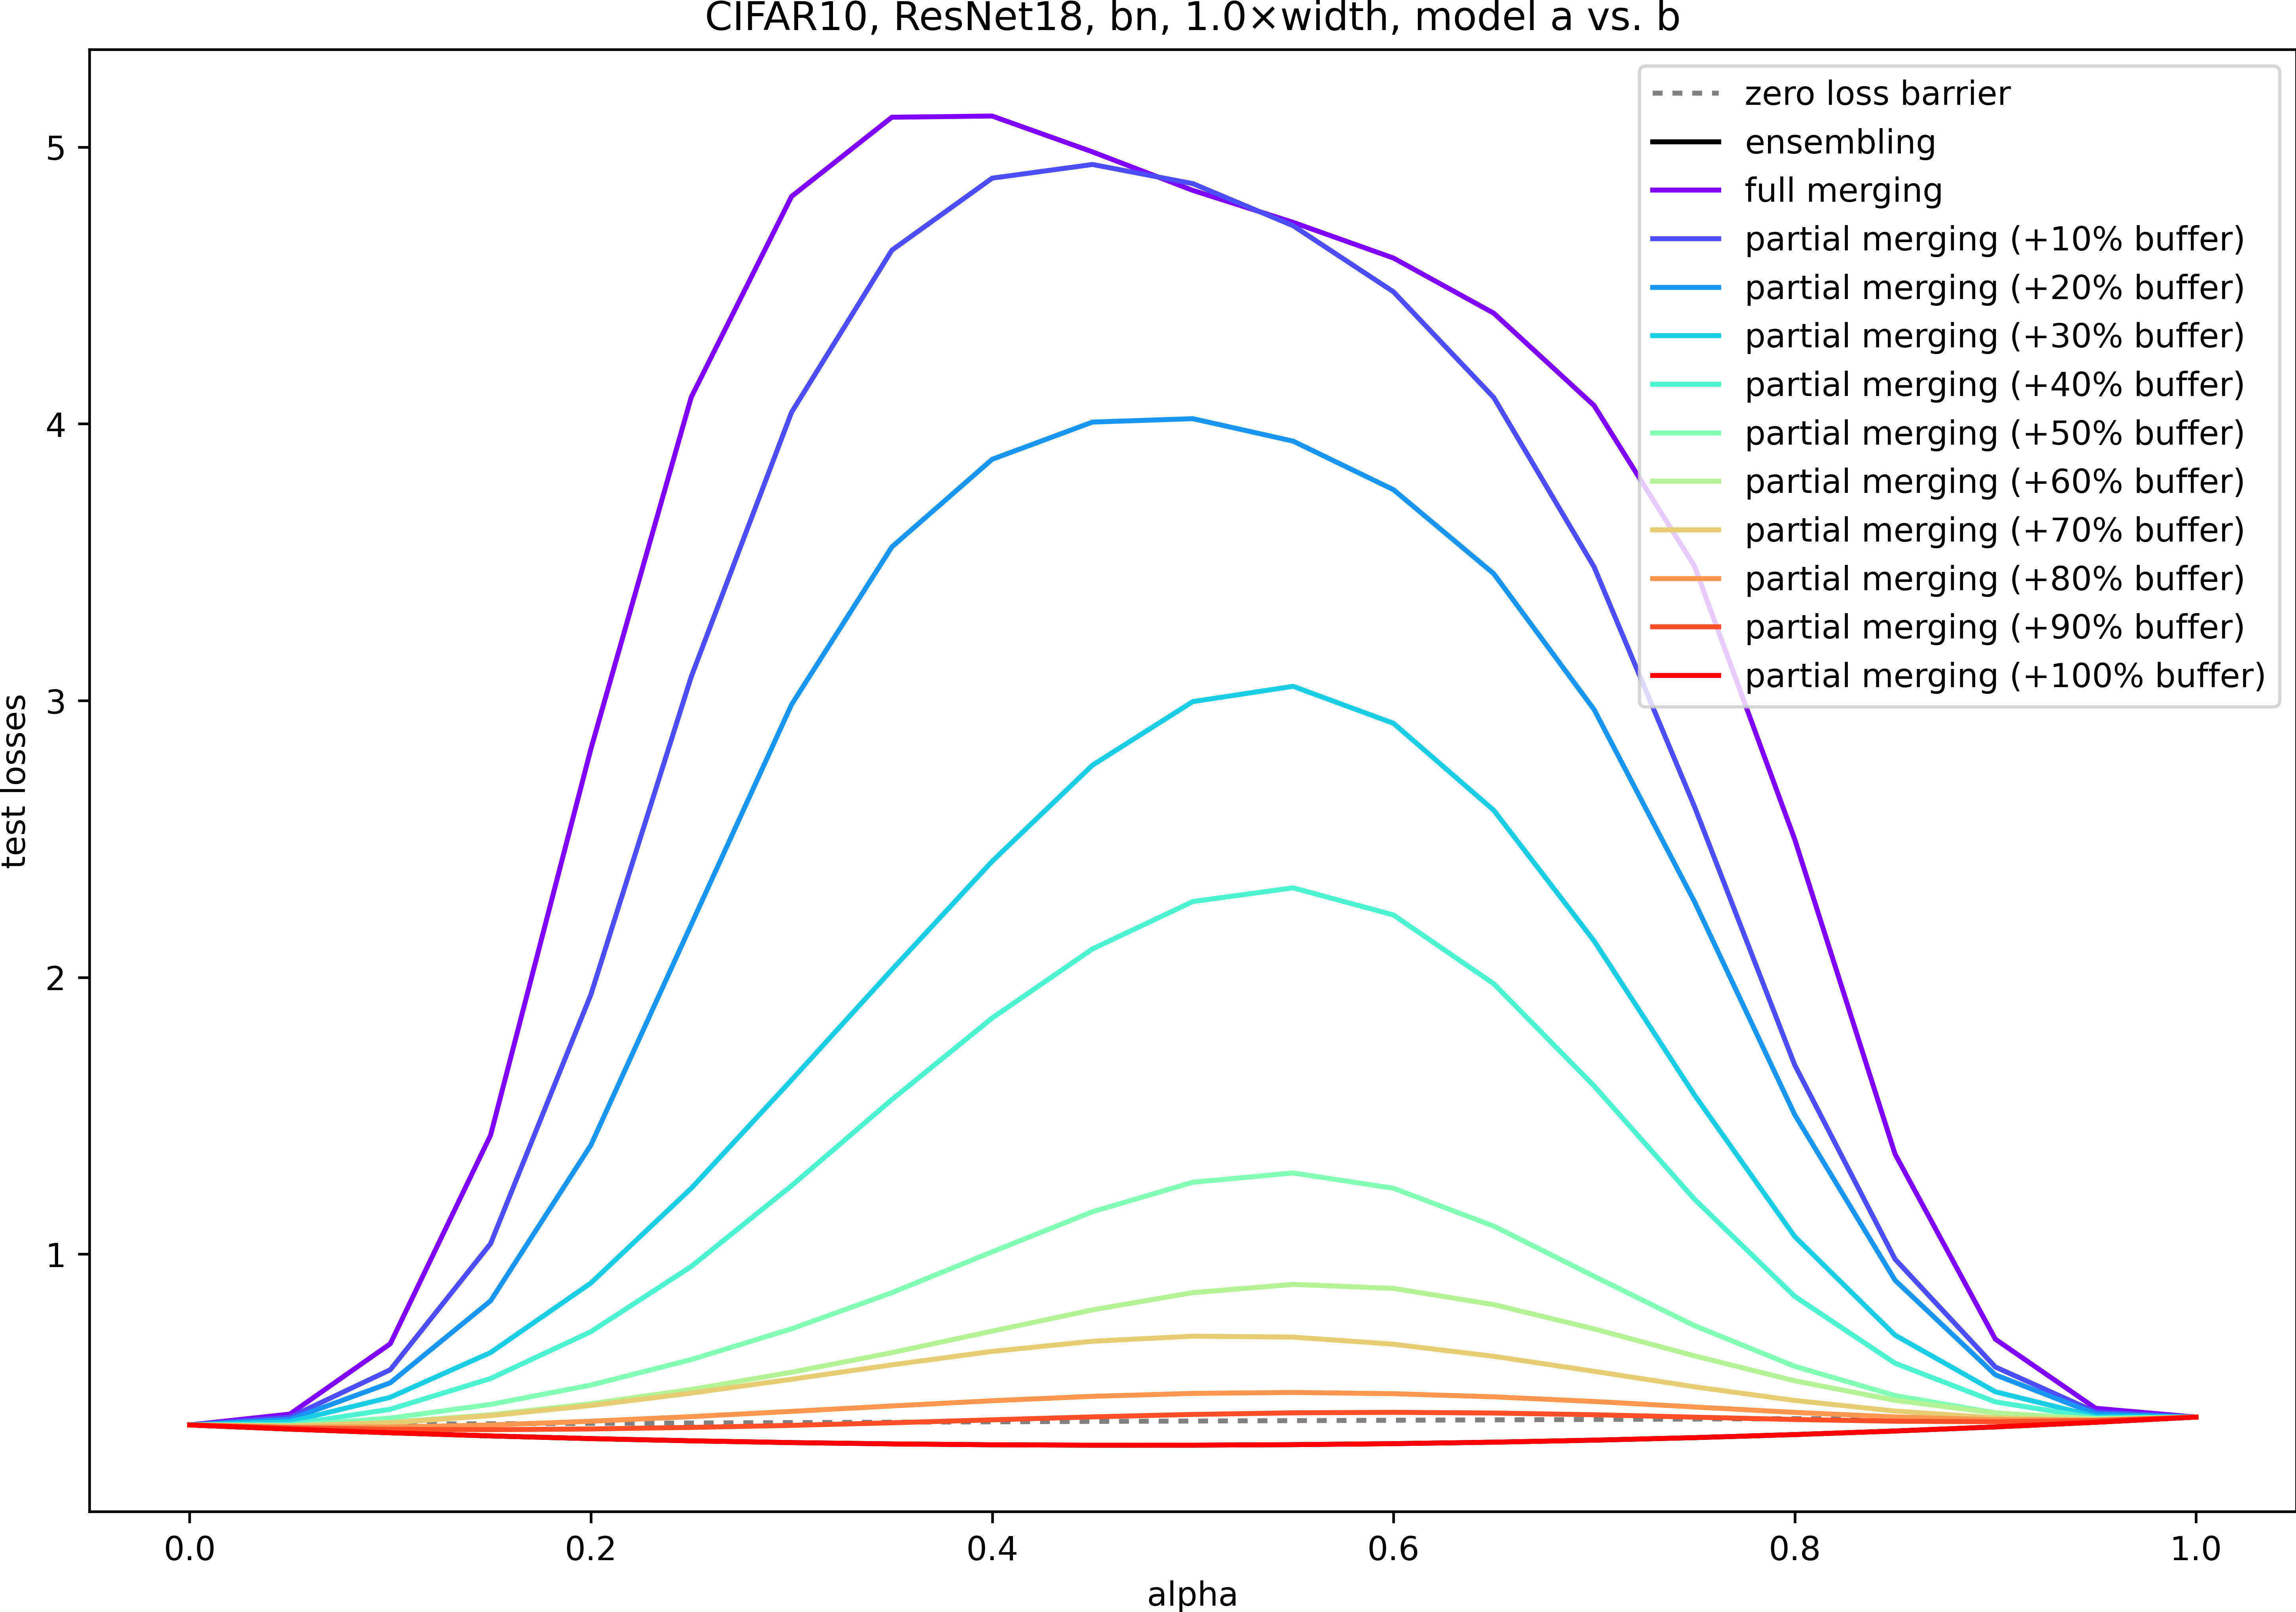 CIFAR10, ResNet18, bn, 1.0×width, model a vs. b
zero loss barrier
ensembling
full merging
partial merging (+10% buffer)
partial merging (+20% buffer)
partial merging (+30% buffer)
partial merging (+40% buffer)
partial merging (+50% buffer)
partial merging (+60% buffer)
partial merging (+70% buffer)
partial merging (+80% buffer)
partial merging (+90% buffer)
partial merging (+100% buffer)
5
4
3
2
1
test losses
0.0 0.2 0.4 0.6 0.8 1.0
alpha